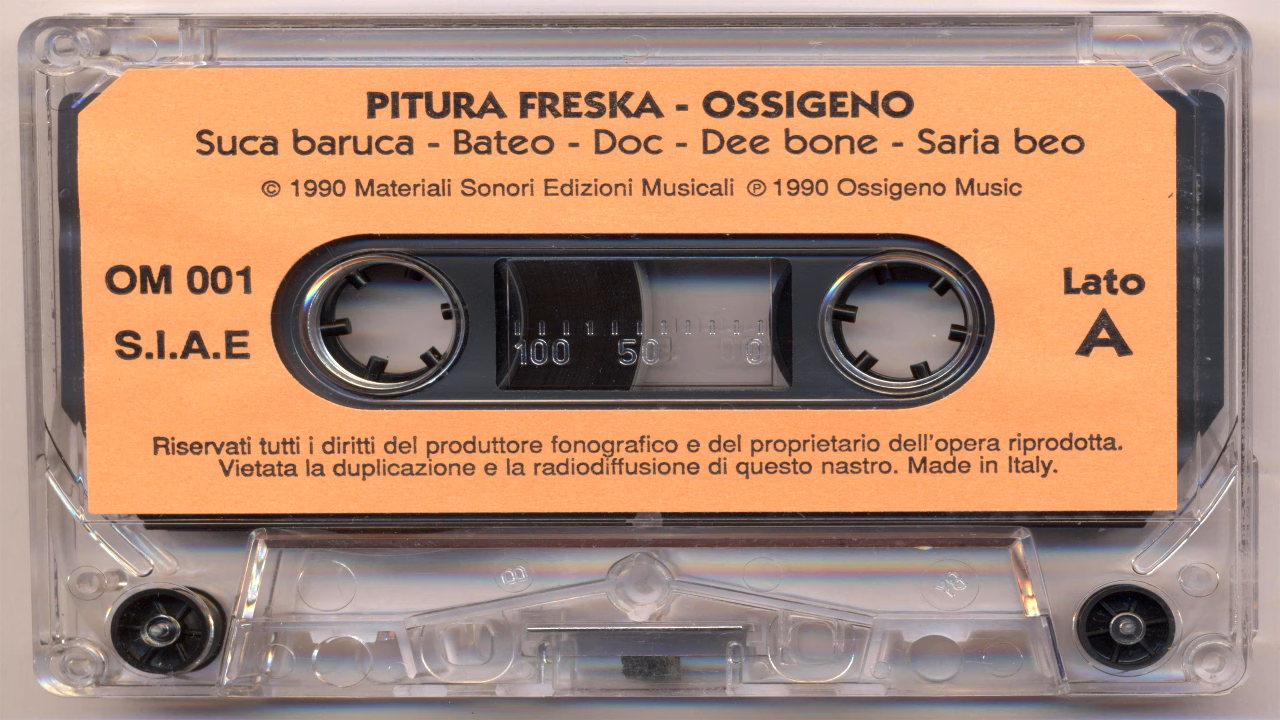 PITURA FRESKA - OSSIGENO
Suca baruca - Bateo - Doc - Dee bone - Saria beo
© 1990 Materiali Sonori Edizioni Musicali ℗ 1990 Ossigeno Music
OM 001
S.I.A.E
Lato
A
100 50 0
Riservati tutti i diritti del produttore fonografico e del proprietario dell'opera riprodotta.
Vietata la duplicazione e la radiodiffusione di questo nastro. Made in Italy.